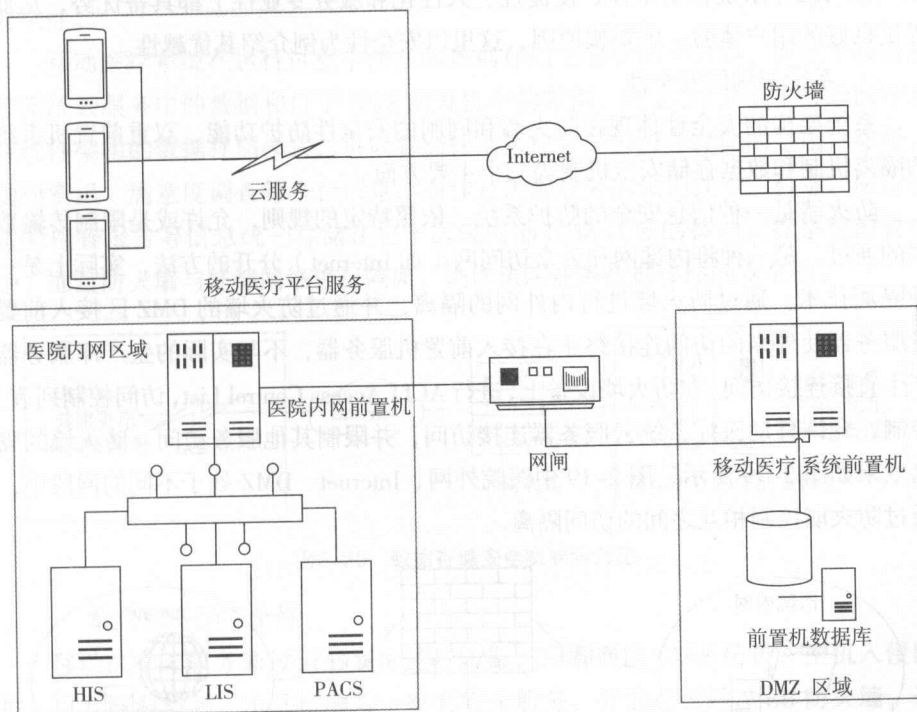 防火墙
Internet
云服务
移动医疗平台服务
医院内网区域
医院内网前置机
网闸
移动医疗系统前置机
前置机数据库
HIS
LIS
PACS
DMZ 区域